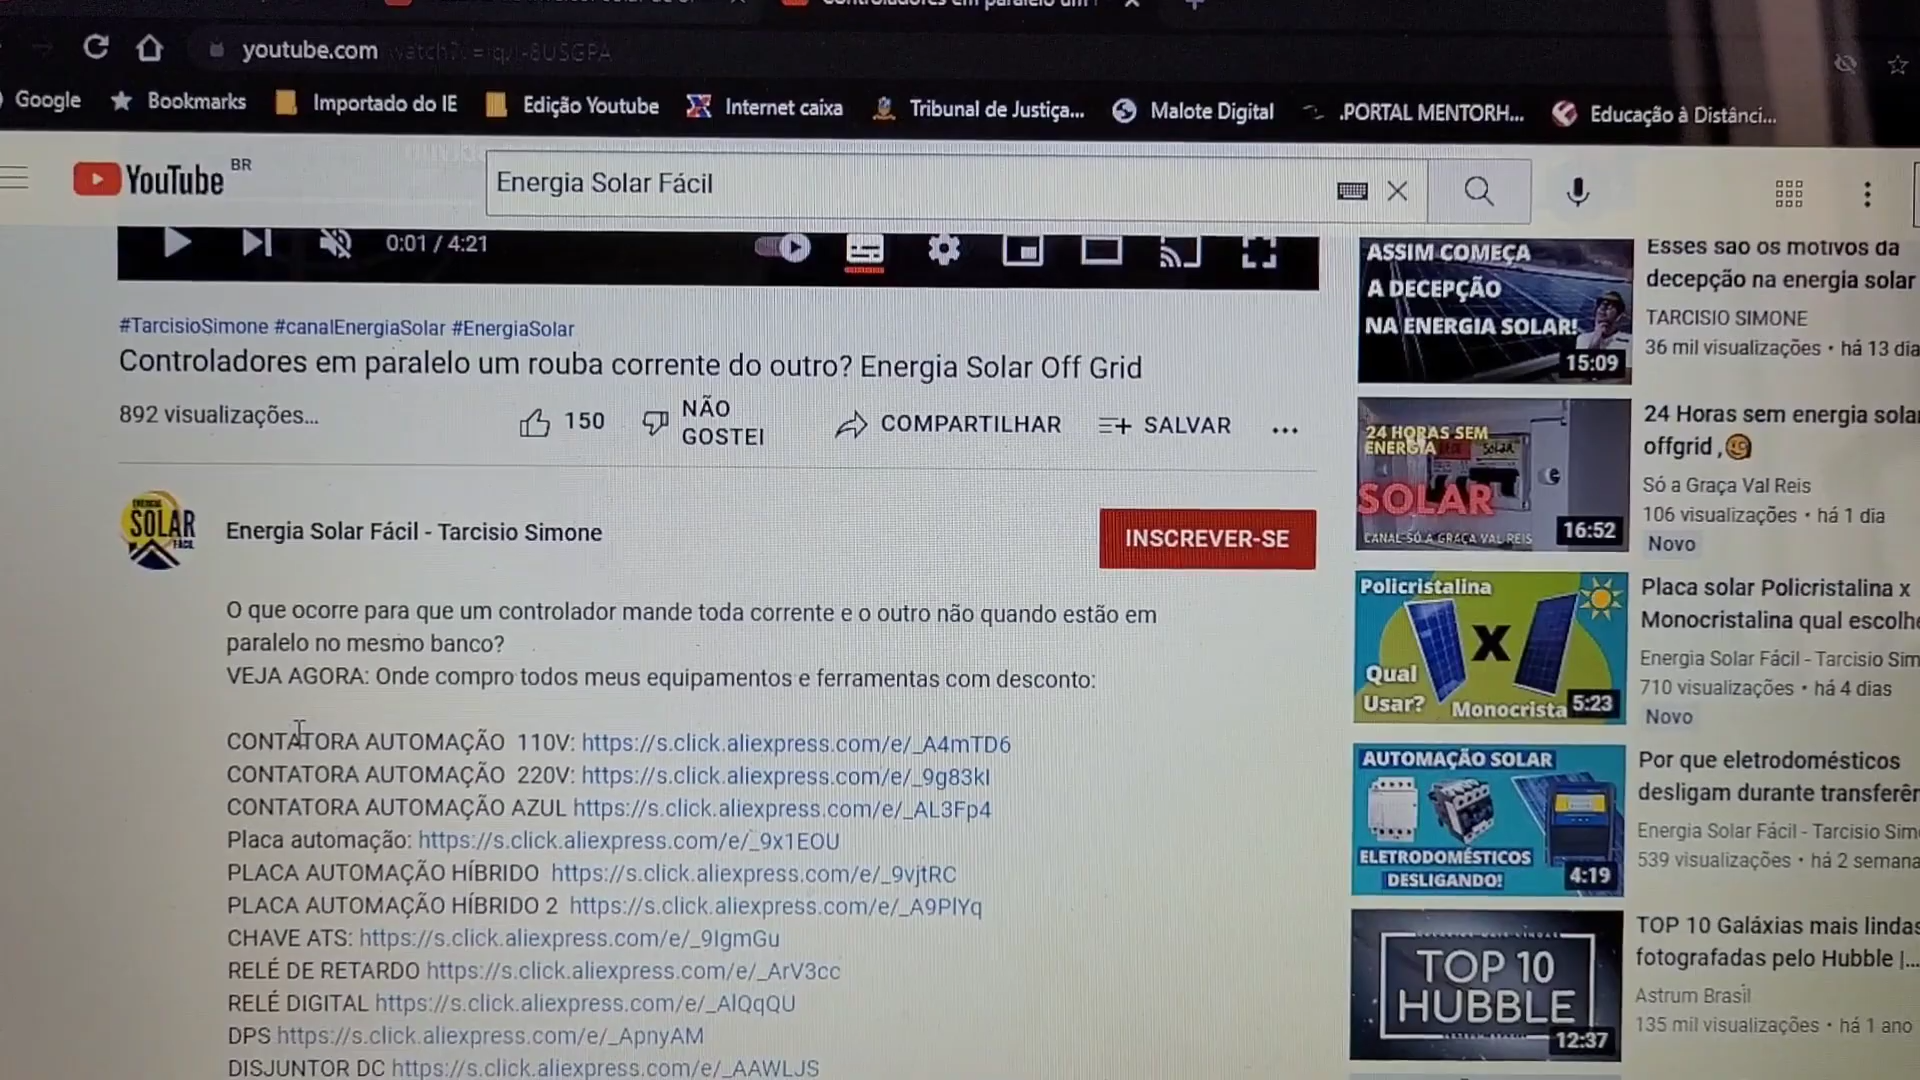 youtube.com
Google
Bookmarks
Importado do IE
Edição Youtube
Internet caixa
Tribunal de Justiça...
Malote Digital
.PORTAL MENTORH...
Educação à Distânci...
YouTube BR
Energia Solar Fácil
0:01 / 4:21
#TarcisioSimone #canalEnergiaSolar #EnergiaSolar
Controladores em paralelo um rouba corrente do outro? Energia Solar Off Grid
892 visualizações...
150
NÃO
GOSTEI
COMPARTILHAR
SALVAR
ENERGIA
SOLAR
FÁCIL
Energia Solar Fácil - Tarcisio Simone
INSCREVER-SE
O que ocorre para que um controlador mande toda corrente e o outro não quando estão em
paralelo no mesmo banco?
VEJA AGORA: Onde compro todos meus equipamentos e ferramentas com desconto:
CONTATORA AUTOMAÇÃO 110V: https://s.click.aliexpress.com/e/_A4mTD6
CONTATORA AUTOMAÇÃO 220V: https://s.click.aliexpress.com/e/_9g83kI
CONTATORA AUTOMAÇÃO AZUL https://s.click.aliexpress.com/e/_AL3Fp4
Placa automação: https://s.click.aliexpress.com/e/_9x1EOU
PLACA AUTOMAÇÃO HÍBRIDO https://s.click.aliexpress.com/e/_9vjtRC
PLACA AUTOMAÇÃO HÍBRIDO 2 https://s.click.aliexpress.com/e/_A9PlYq
CHAVE ATS: https://s.click.aliexpress.com/e/_9IgmGu
RELÉ DE RETARDO https://s.click.aliexpress.com/e/_ArV3cc
RELÉ DIGITAL https://s.click.aliexpress.com/e/_AlQqQU
DPS https://s.click.aliexpress.com/e/_ApnyAM
DISJUNTOR DC https://s.click.aliexpress.com/e/_AAWLJS
ASSIM COMEÇA
A DECEPÇÃO
NA ENERGIA SOLAR!
15:09
Esses são os motivos da
decepção na energia solar
TARCISIO SIMONE
36 mil visualizações • há 13 dia
24 HORAS SEM
ENERGIA
SOLAR
CANAL-SÓ A GRAÇA VAL REIS
16:52
24 Horas sem energia sola
offgrid ,
Só a Graça Val Reis
106 visualizações • há 1 dia
Novo
Policristalina
X
Qual
Usar?
Monocrista
5:23
Placa solar Policristalina x
Monocristalina qual escolhe
Energia Solar Fácil - Tarcisio Sim
710 visualizações • há 4 dias
Novo
AUTOMAÇÃO SOLAR
ELETRODOMÉSTICOS
DESLIGANDO!
4:19
Por que eletrodomésticos
desligam durante transferên
Energia Solar Fácil - Tarcisio Sim
539 visualizações • há 2 semana
TOP 10
HUBBLE
12:37
TOP 10 Galáxias mais lindas
fotografadas pelo Hubble |...
Astrum Brasil
135 mil visualizações • há 1 ano